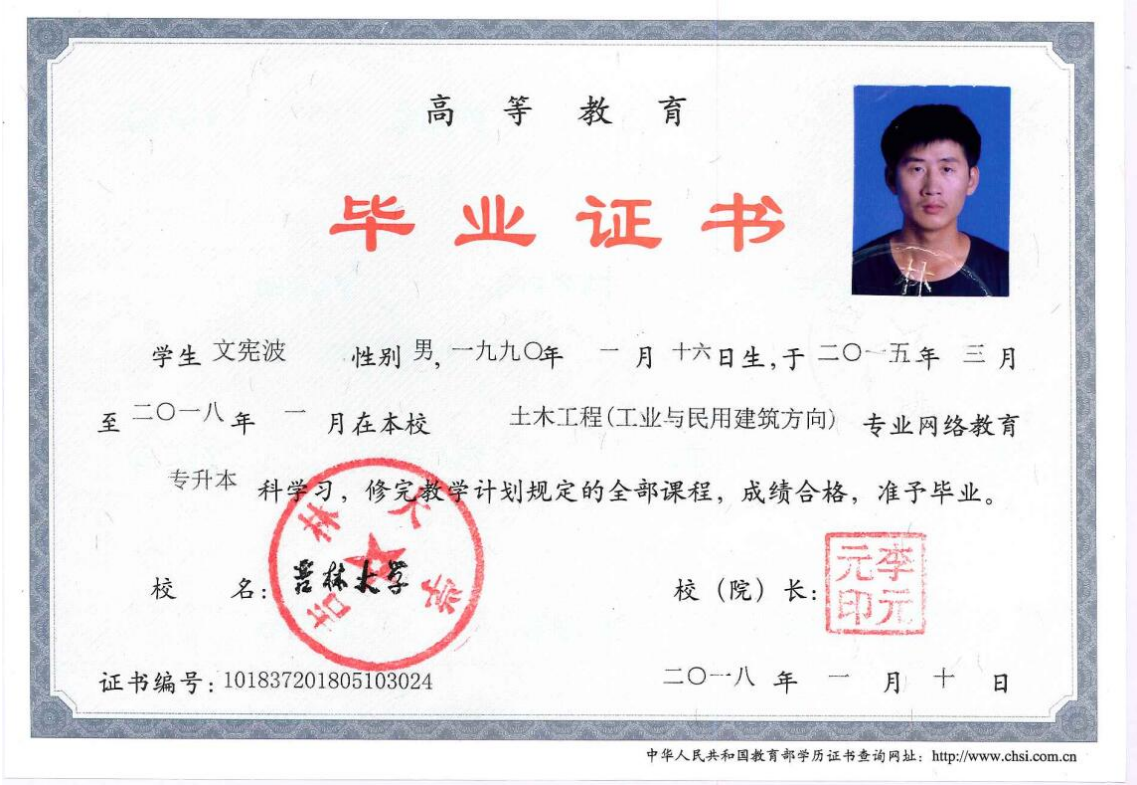 高等教育
毕业证书
学生 文宪波 性别 男, 一九九〇年 一 月 十六日生,于 二〇一五年 三 月
至 二〇一八 年 一 月在本校 土木工程(工业与民用建筑方向) 专业网络教育
专升本 科学习，修完教学计划规定的全部课程，成绩合格，准予毕业。
校 名: 吉林大学
吉林大学
校（院）长:
李元元印
证书编号: 101837201805103024
二〇一八 年 一 月 十 日
中华人民共和国教育部学历证书查询网址: http://www.chsi.com.cn